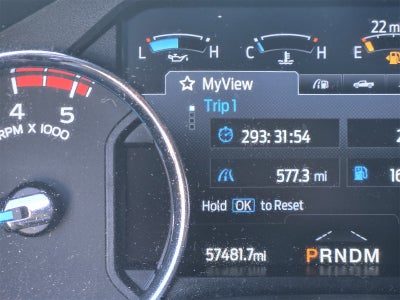 22 mi
L H C H E
MyView
Trip 1
4 5
293:31:54
RPM X 1000
577.3 mi
Hold OK to Reset
57481.7mi PRNDM